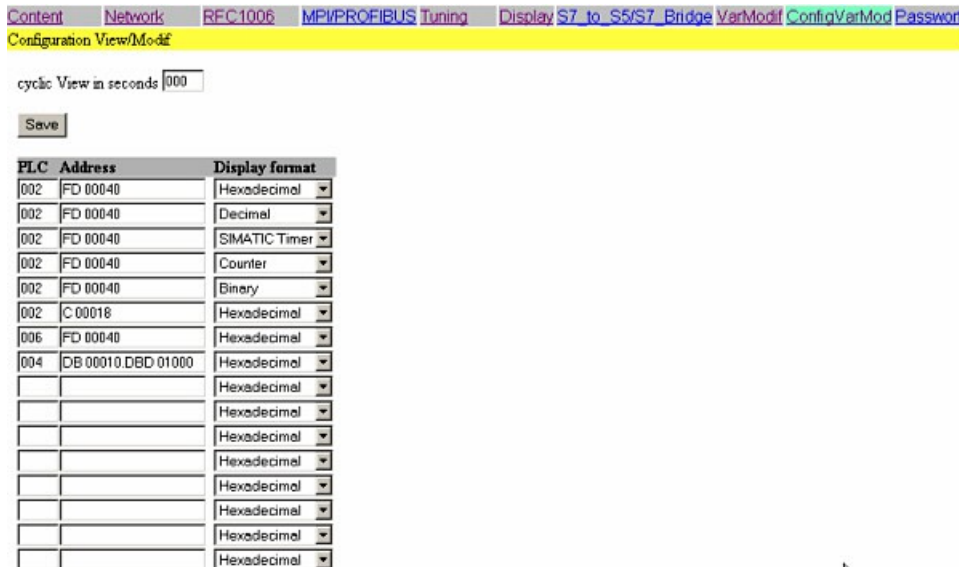 Content Network RFC1006 MPI/PROFIBUS Tuning Display S7_to_S5/S7_Bridge VarModif ConfigVarMod Passwor
Configuration View/Modif
cyclic View in seconds 000
Save
PLC Address Display format
002 FD 00040 Hexadecimal
002 FD 00040 Decimal
002 FD 00040 SIMATIC Timer
002 FD 00040 Counter
002 FD 00040 Binary
002 C 00018 Hexadecimal
006 FD 00040 Hexadecimal
004 DB 00010.DBD 01000 Hexadecimal
Hexadecimal
Hexadecimal
Hexadecimal
Hexadecimal
Hexadecimal
Hexadecimal
Hexadecimal
Hexadecimal